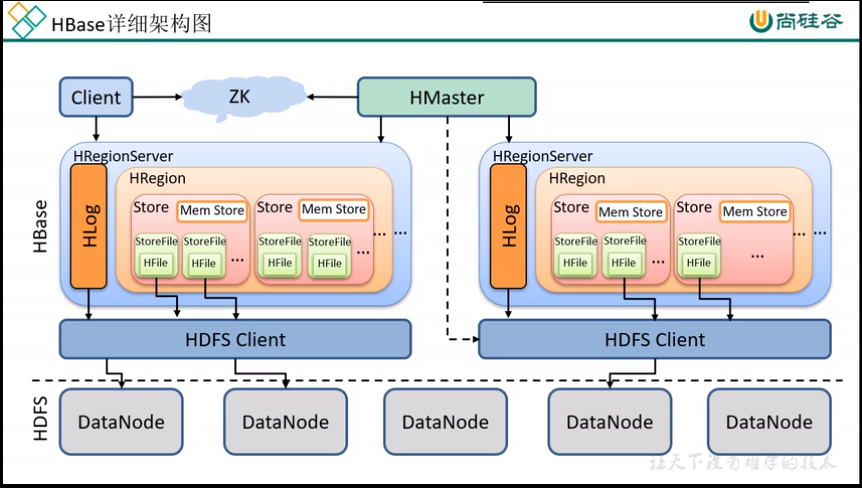 HBase详细架构图
尚硅谷
Client
ZK
HMaster
HBase
HRegionServer
HLog
HRegion
Store
Mem Store
StoreFile
HFile
StoreFile
HFile
...
Store
Mem Store
StoreFile
HFile
StoreFile
HFile
...
...
...
HRegionServer
HLog
HRegion
Store
Mem Store
StoreFile
HFile
StoreFile
HFile
...
Store
Mem Store
StoreFile
HFile
...
...
...
HDFS Client
HDFS Client
HDFS
DataNode
DataNode
DataNode
DataNode
DataNode
让天下没有难学的技术